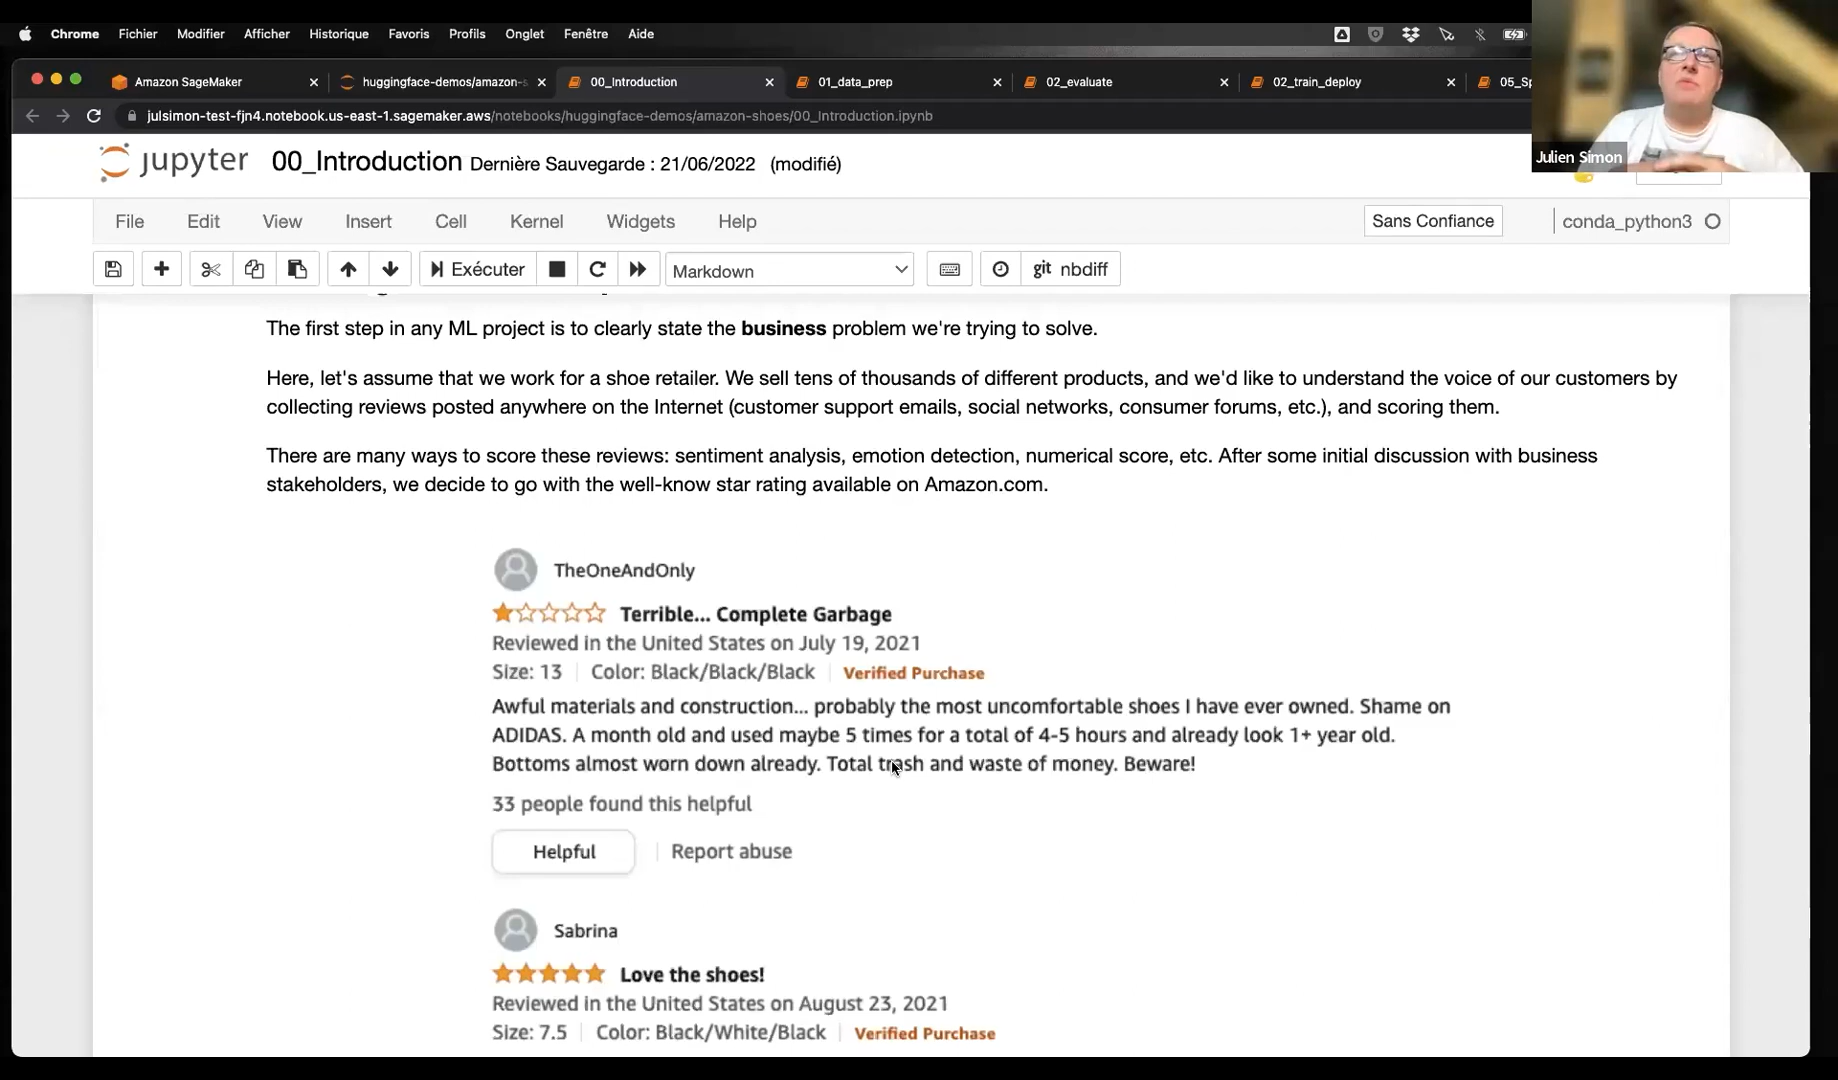 Chrome Fichier Modifier Afficher Historique Favoris Profils Onglet Fenêtre Aide
Amazon SageMaker huggingface-demos/amazon-s 00_Introduction 01_data_prep 02_evaluate 02_train_deploy 05_Sp
julsimon-test-fjn4.notebook.us-east-1.sagemaker.aws/notebooks/huggingface-demos/amazon-shoes/00_Introduction.ipynb
Julien Simon
jupyter 00_Introduction Dernière Sauvegarde : 21/06/2022 (modifié)
File Edit View Insert Cell Kernel Widgets Help Sans Confiance conda_python3
Exécuter Markdown git nbdiff
The first step in any ML project is to clearly state the business problem we're trying to solve.
Here, let's assume that we work for a shoe retailer. We sell tens of thousands of different products, and we'd like to understand the voice of our customers by
collecting reviews posted anywhere on the Internet (customer support emails, social networks, consumer forums, etc.), and scoring them.
There are many ways to score these reviews: sentiment analysis, emotion detection, numerical score, etc. After some initial discussion with business
stakeholders, we decide to go with the well-know star rating available on Amazon.com.
TheOneAndOnly
Terrible... Complete Garbage
Reviewed in the United States on July 19, 2021
Size: 13 Color: Black/Black/Black Verified Purchase
Awful materials and construction... probably the most uncomfortable shoes I have ever owned. Shame on
ADIDAS. A month old and used maybe 5 times for a total of 4-5 hours and already look 1+ year old.
Bottoms almost worn down already. Total trash and waste of money. Beware!
33 people found this helpful
Helpful Report abuse
Sabrina
Love the shoes!
Reviewed in the United States on August 23, 2021
Size: 7.5 Color: Black/White/Black Verified Purchase